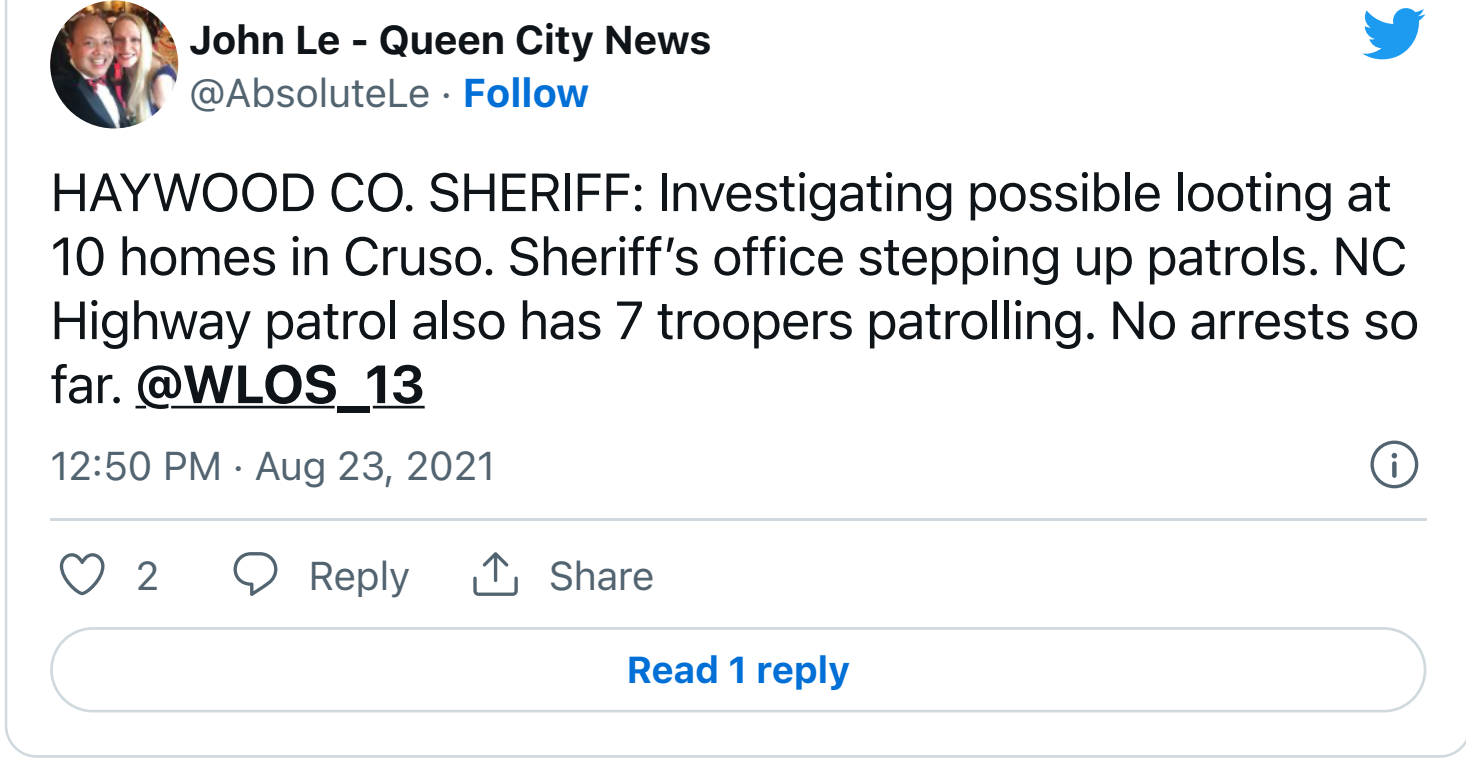 John Le - Queen City News
@AbsoluteLe · Follow
HAYWOOD CO. SHERIFF: Investigating possible looting at
10 homes in Cruso. Sheriff’s office stepping up patrols. NC
Highway patrol also has 7 troopers patrolling. No arrests so
far. @WLOS_13
12:50 PM · Aug 23, 2021
2 Reply Share
Read 1 reply